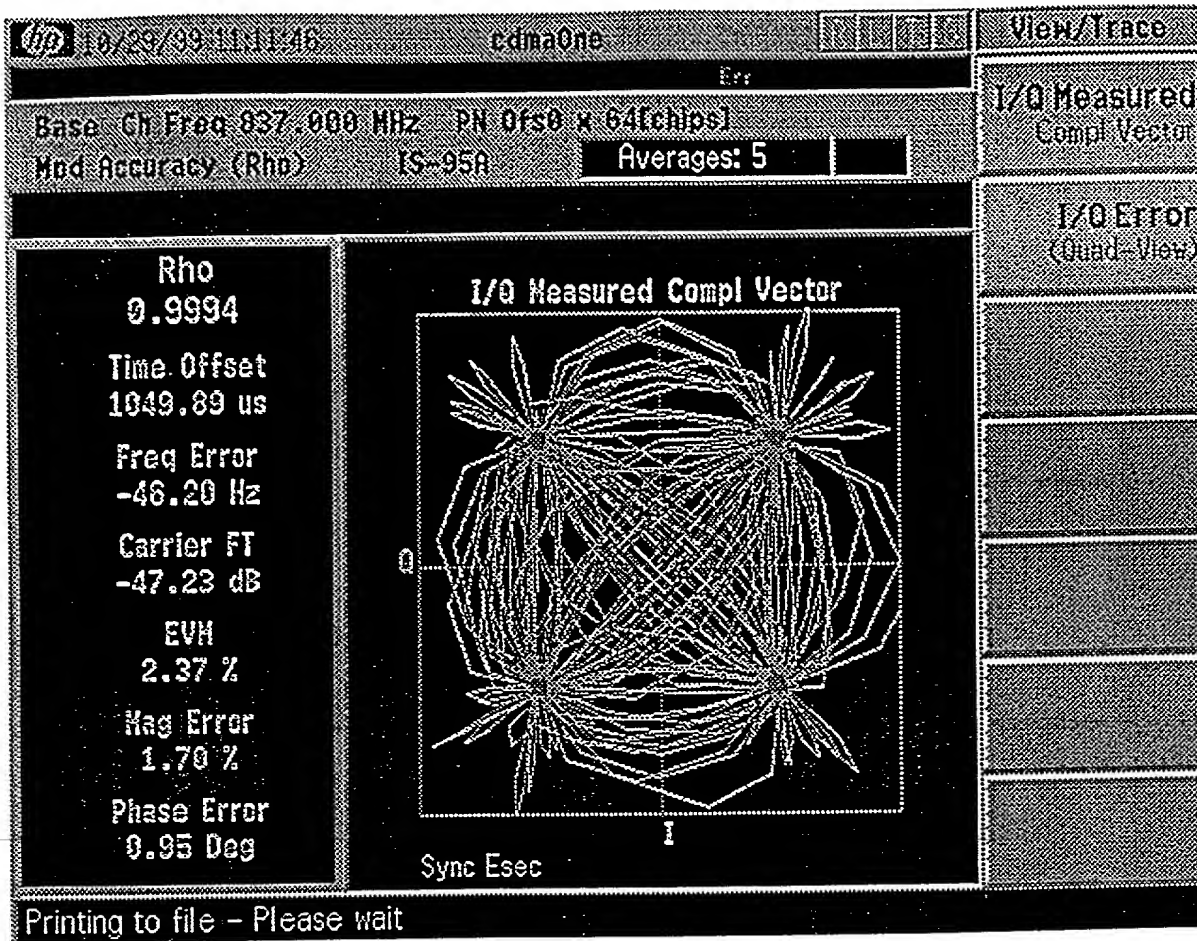 hp 10/29/99 11:11:46 cdmaOne
View/Trace
Err
Base Ch Freq 837.000 MHz PN Ofs0 x 64[chips]
Mod Accuracy (Rho) IS-95A Averages: 5
I/Q Measured
Compl Vector
I/Q Error
(Quad-View)
Rho
0.9994
Time Offset
1049.89 us
Freq Error
-46.20 Hz
Carrier FT
-47.23 dB
EVM
2.37 %
Mag Error
1.70 %
Phase Error
0.95 Deg
I/Q Measured Compl Vector
Q
I
Sync Esec
Printing to file – Please wait